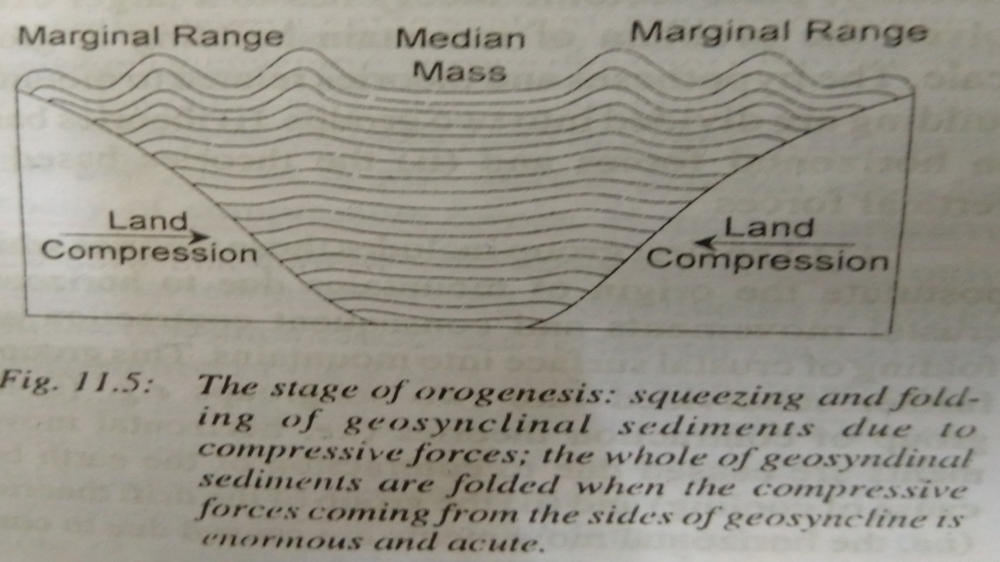 Marginal Range
Median
Mass
Marginal Range
Land
Compression
Land
Compression
Fig. 11.5: The stage of orogenesis: squeezing and fold-
ing of geosynclinal sediments due to
compressive forces; the whole of geosyndinal
sediments are folded when the compressive
forces coming from the sides of geosyncline is
enormous and acute.